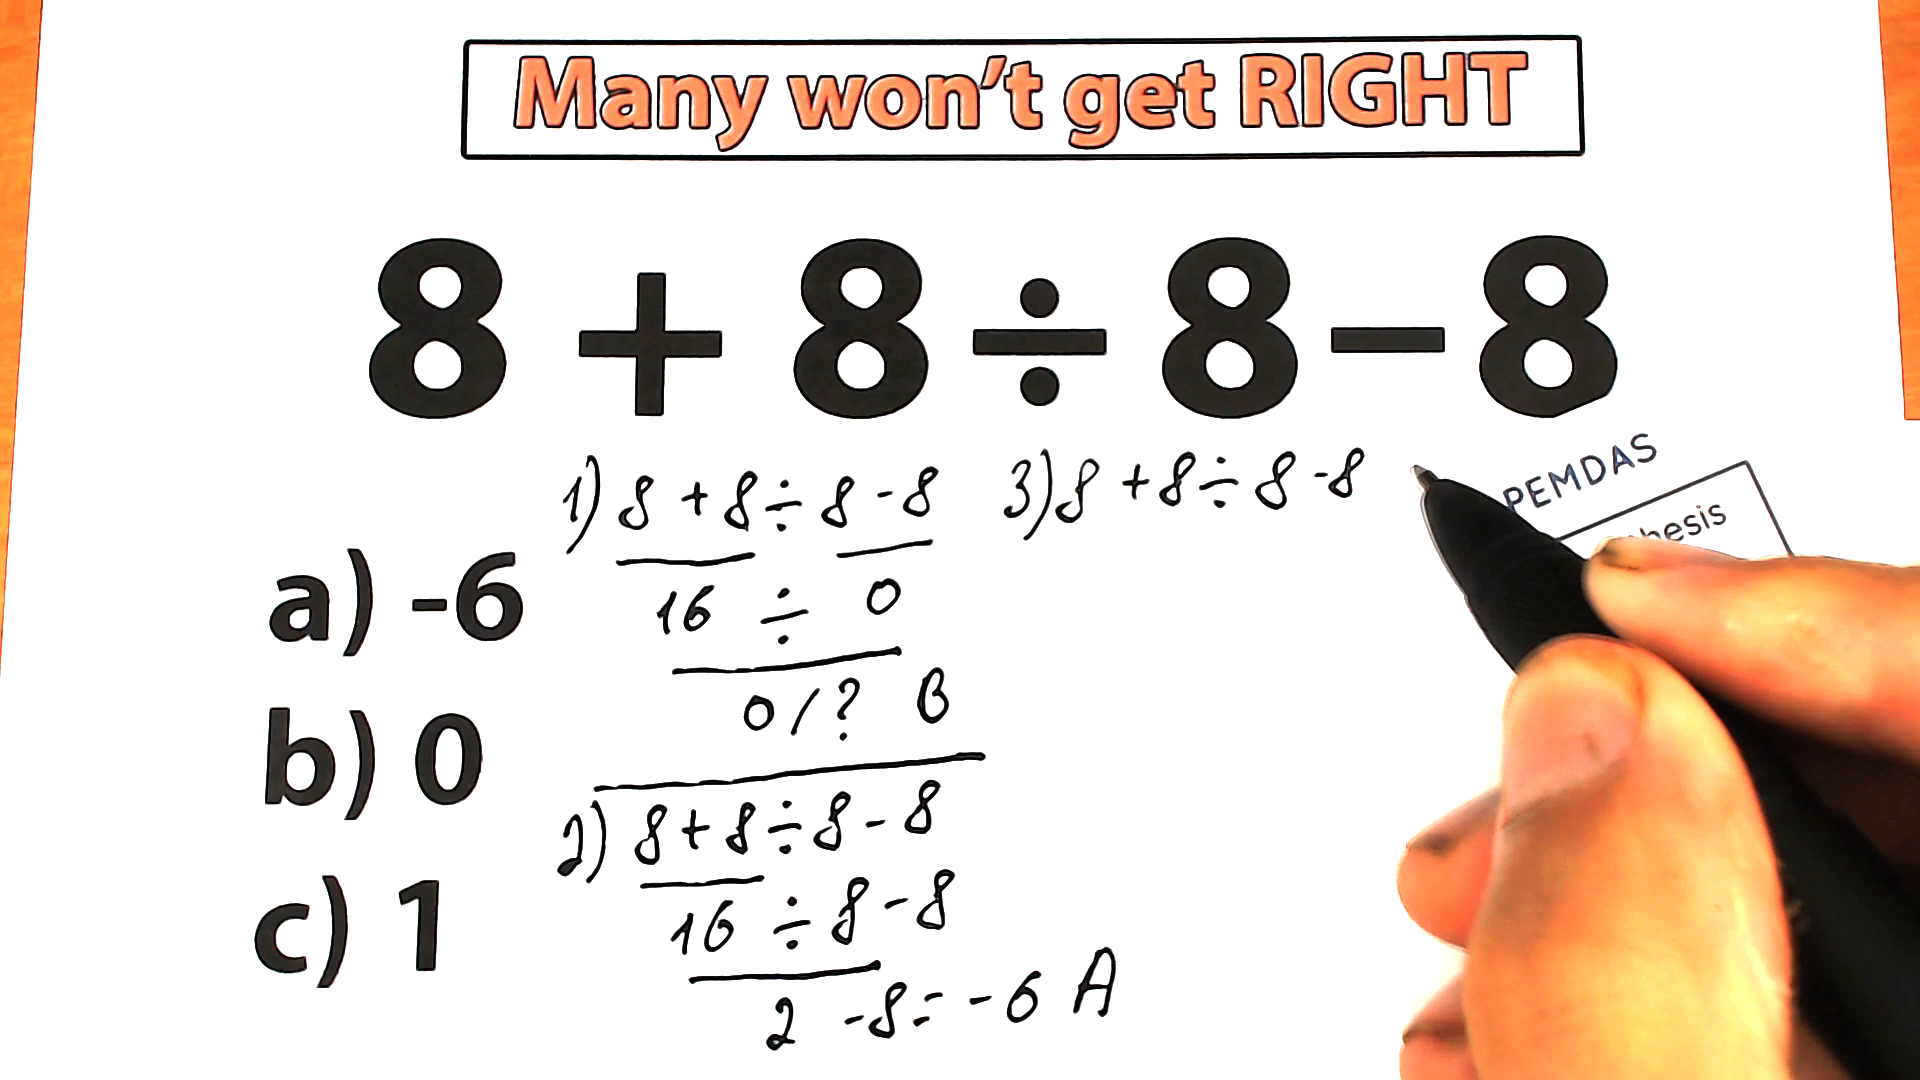 Many won't get RIGHT
8 + 8 ÷ 8 - 8
a) -6
b) 0
c) 1
1) 8 + 8 ÷ 8 - 8
16 ÷ 0
0 / ? B
2) 8 + 8 ÷ 8 - 8
16 ÷ 8 - 8
2 - 8 = - 6 A
3) 8 + 8 ÷ 8 - 8
PEMDAS